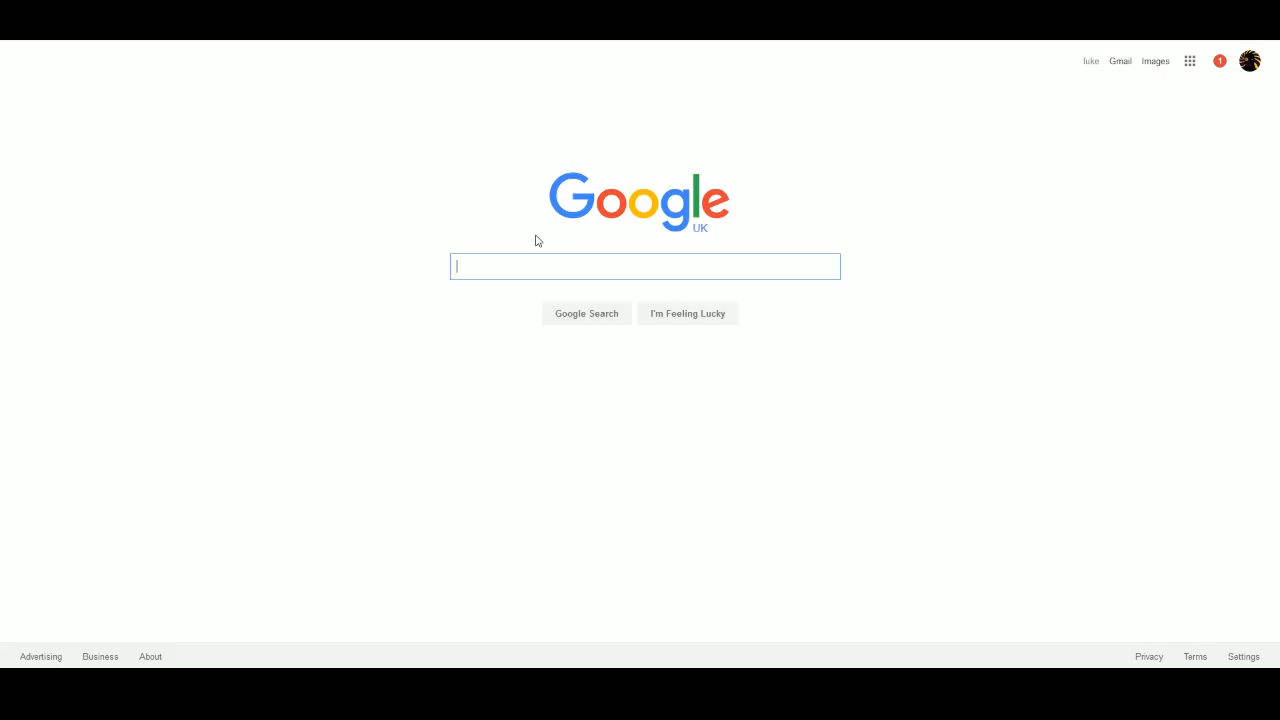 luke Gmail Images 1
Google
UK
Google Search I'm Feeling Lucky
Advertising Business About Privacy Terms Settings